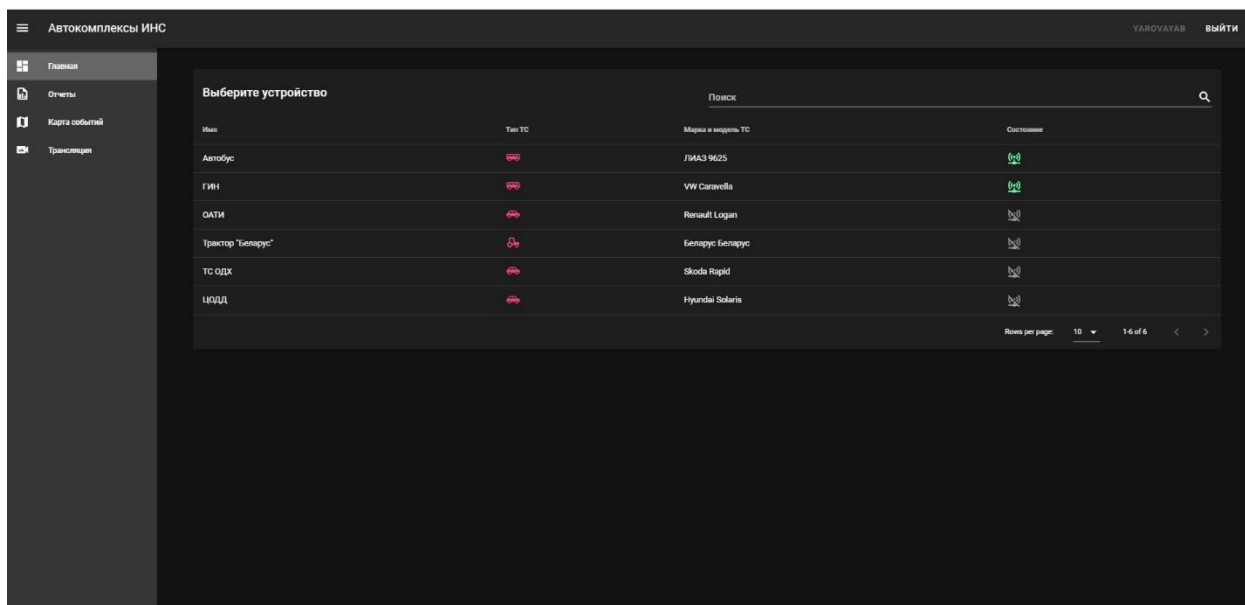 Автокомплексы ИНС
YAROVAYAB ВЫЙТИ
Главная
Отчеты
Карта событий
Трансляция
Выберите устройство
Поиск
Имя Тип ТС Марка и модель ТС Состояние
Автобус ЛИАЗ 9625
ГИН VW Caravella
ОАТИ Renault Logan
Трактор "Беларус" Беларус Беларус
ТС ОДХ Skoda Rapid
ЦОДД Hyundai Solaris
Rows per page: 10 1-6 of 6